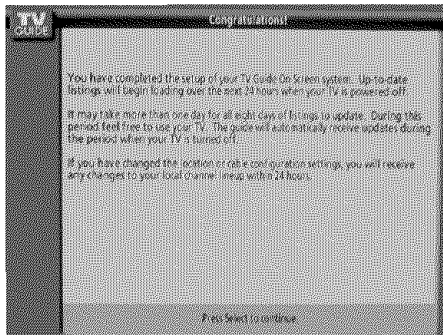 TV
GUIDE
Congratulations!
You have completed the setup of your TV Guide On Screen system. Up-to-date
listings will begin loading over the next 24 hours when your TV is powered off.
It may take more than one day for all eight days of listings to update. During this
period feel free to use your TV. The guide will automatically receive updates during
the period when your TV is turned off.
If you have changed the location or cable configuration settings, you will receive
any changes to your local channel lineup within 24 hours.
Press Select to continue